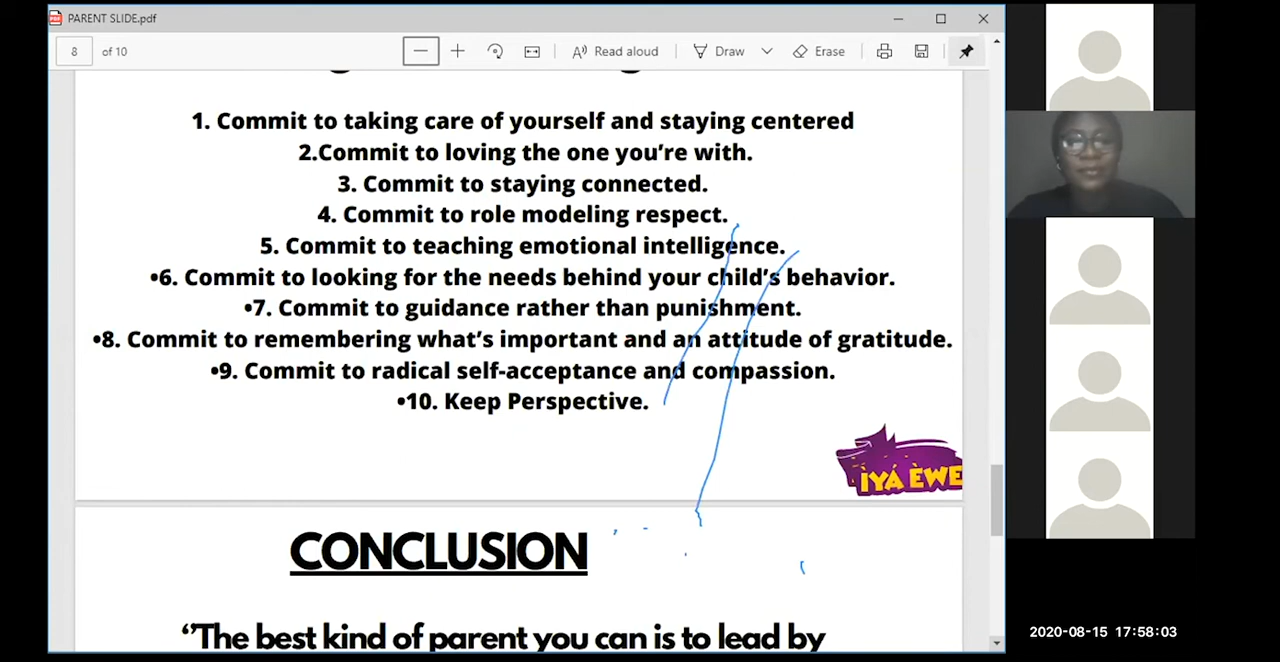 PARENT SLIDE.pdf
8 of 10
Read aloud
Draw
Erase
1. Commit to taking care of yourself and staying centered
2.Commit to loving the one you’re with.
3. Commit to staying connected.
4. Commit to role modeling respect.
5. Commit to teaching emotional intelligence.
•6. Commit to looking for the needs behind your child’s behavior.
•7. Commit to guidance rather than punishment.
•8. Commit to remembering what’s important and an attitude of gratitude.
•9. Commit to radical self-acceptance and compassion.
•10. Keep Perspective.
ÌYÁ ÈWE
CONCLUSION
‘’The best kind of parent you can is to lead by
2020-08-15 17:58:03